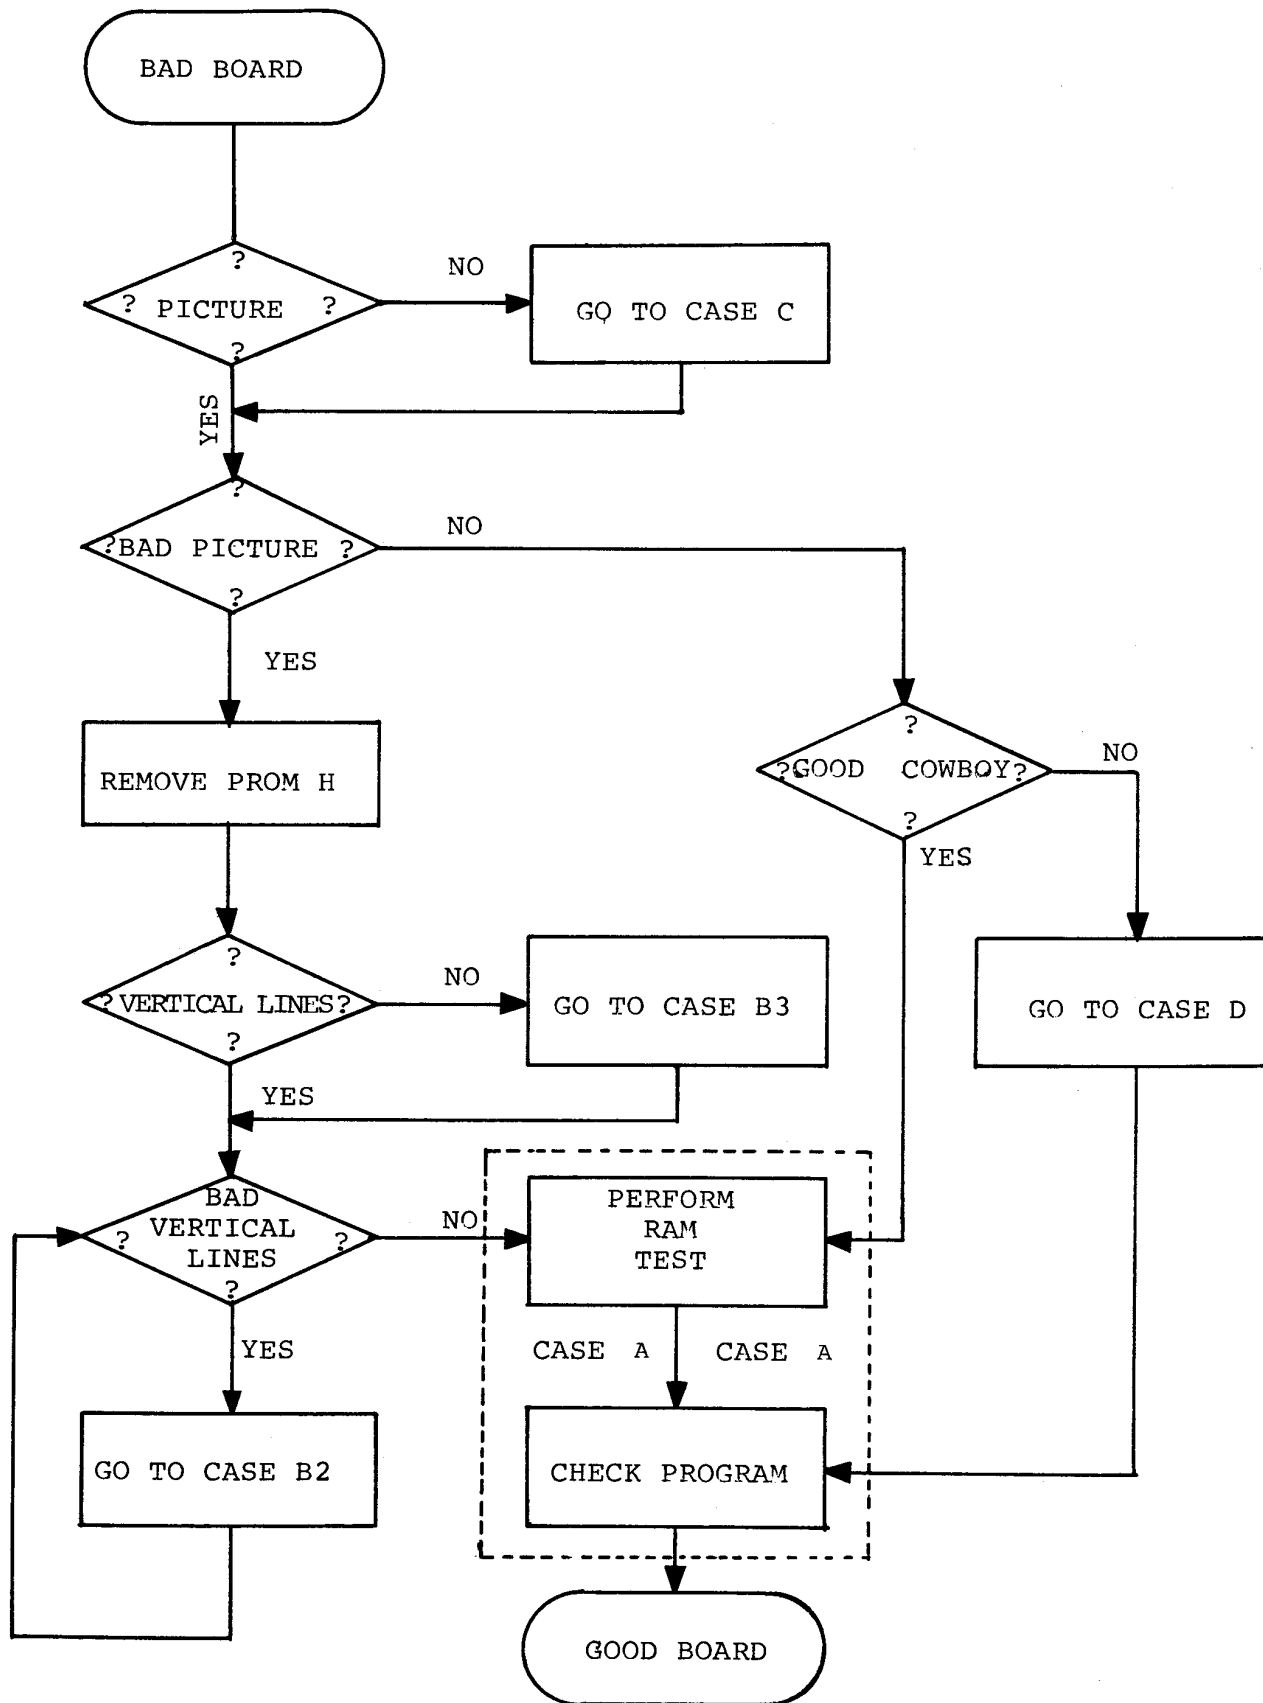 BAD BOARD
?
? PICTURE ?
?
NO
GO TO CASE C
YES
?
?BAD PICTURE ?
?
NO
YES
REMOVE PROM H
?
?GOOD COWBOY?
?
NO
YES
GO TO CASE D
?
?VERTICAL LINES?
?
NO
GO TO CASE B3
YES
BAD
? VERTICAL ?
LINES
?
NO
PERFORM
RAM
TEST
YES
CASE A CASE A
GO TO CASE B2
CHECK PROGRAM
GOOD BOARD